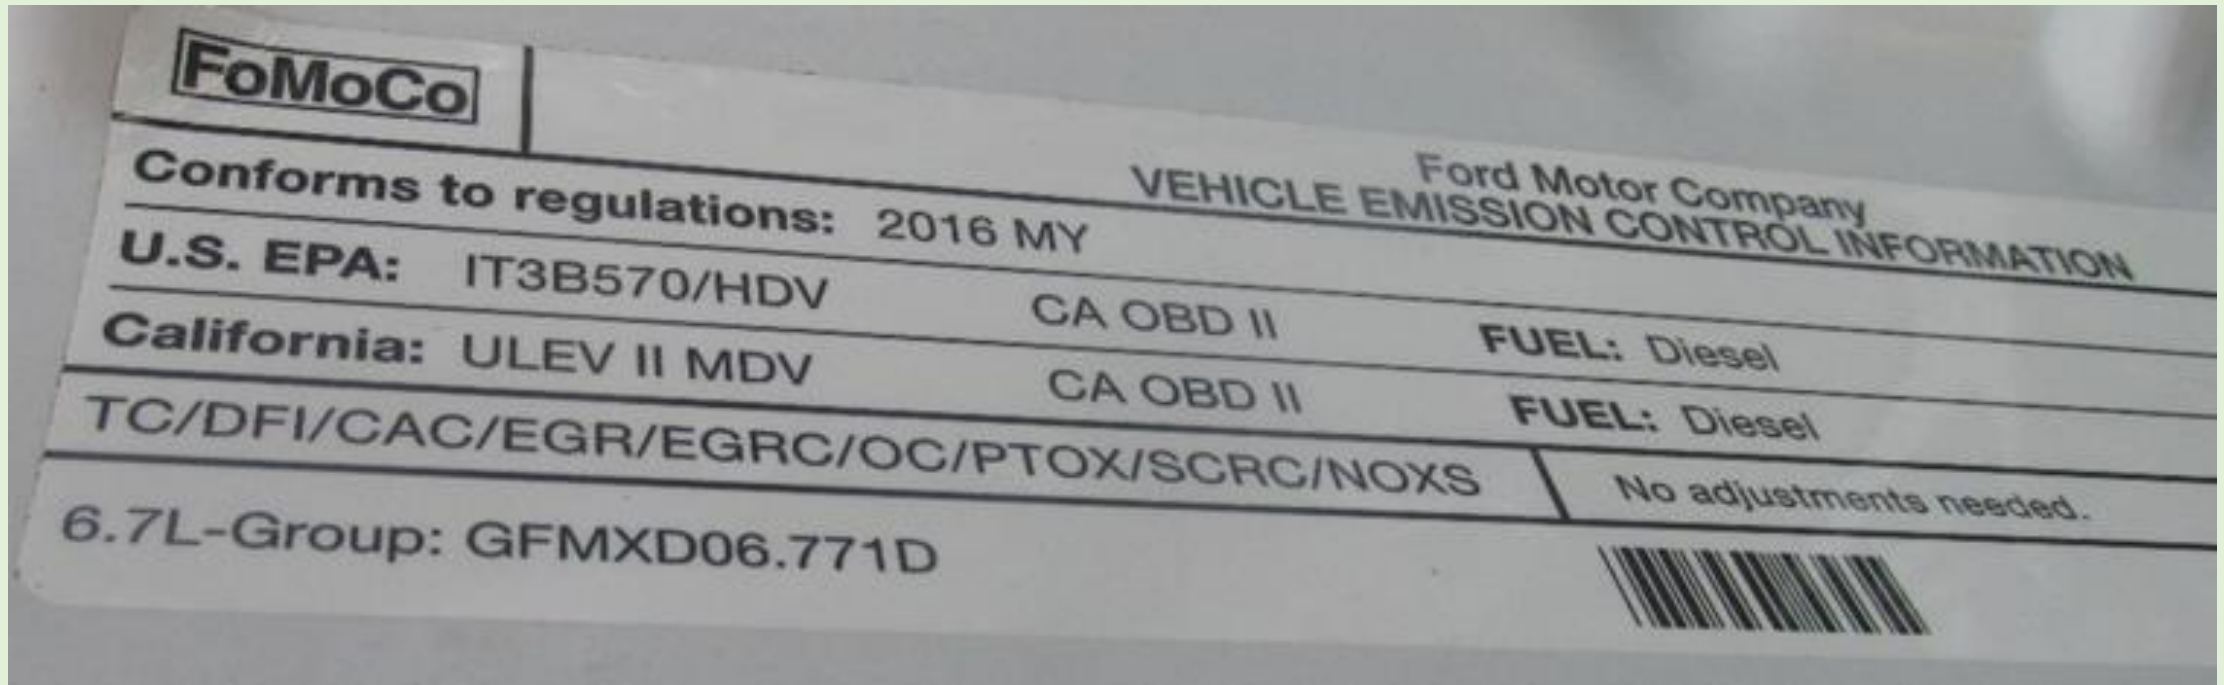 FoMoCo
Ford Motor Company
VEHICLE EMISSION CONTROL INFORMATION
Conforms to regulations: 2016 MY
U.S. EPA: IT3B570/HDV CA OBD II FUEL: Diesel
California: ULEV II MDV CA OBD II FUEL: Diesel
TC/DFI/CAC/EGR/EGRC/OC/PTOX/SCRC/NOXS No adjustments needed.
6.7L-Group: GFMXD06.771D